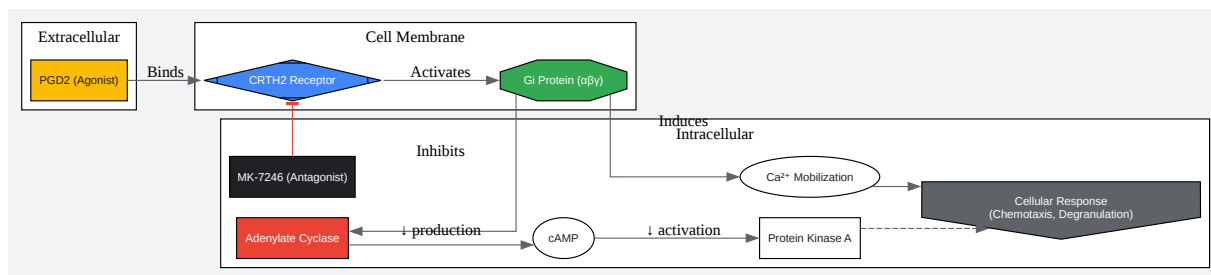 Extracellular
Cell Membrane
PGD2 (Agonist)
Binds
CRTH2 Receptor
Activates
Gi Protein (αβγ)
Induces
Intracellular
Inhibits
MK-7246 (Antagonist)
Ca²⁺ Mobilization
Cellular Response
(Chemotaxis, Degranulation)
Adenylate Cyclase
↓ production
cAMP
↓ activation
Protein Kinase A